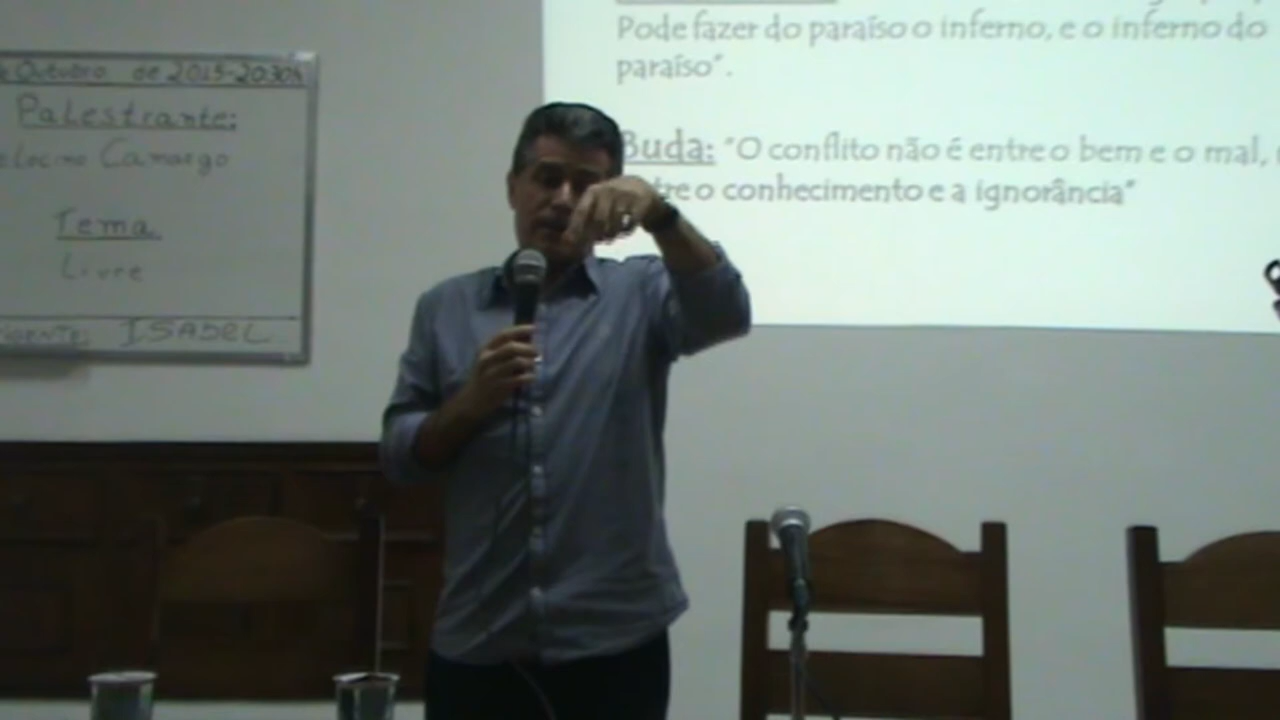 Outubro de 2015-20:30h
Palestrante:
Camargo
Tema
Livre
ISABEL
Pode fazer do paraíso o inferno, e o inferno do
paraíso".
Buda: "O conflito não é entre o bem e o mal,
entre o conhecimento e a ignorância"